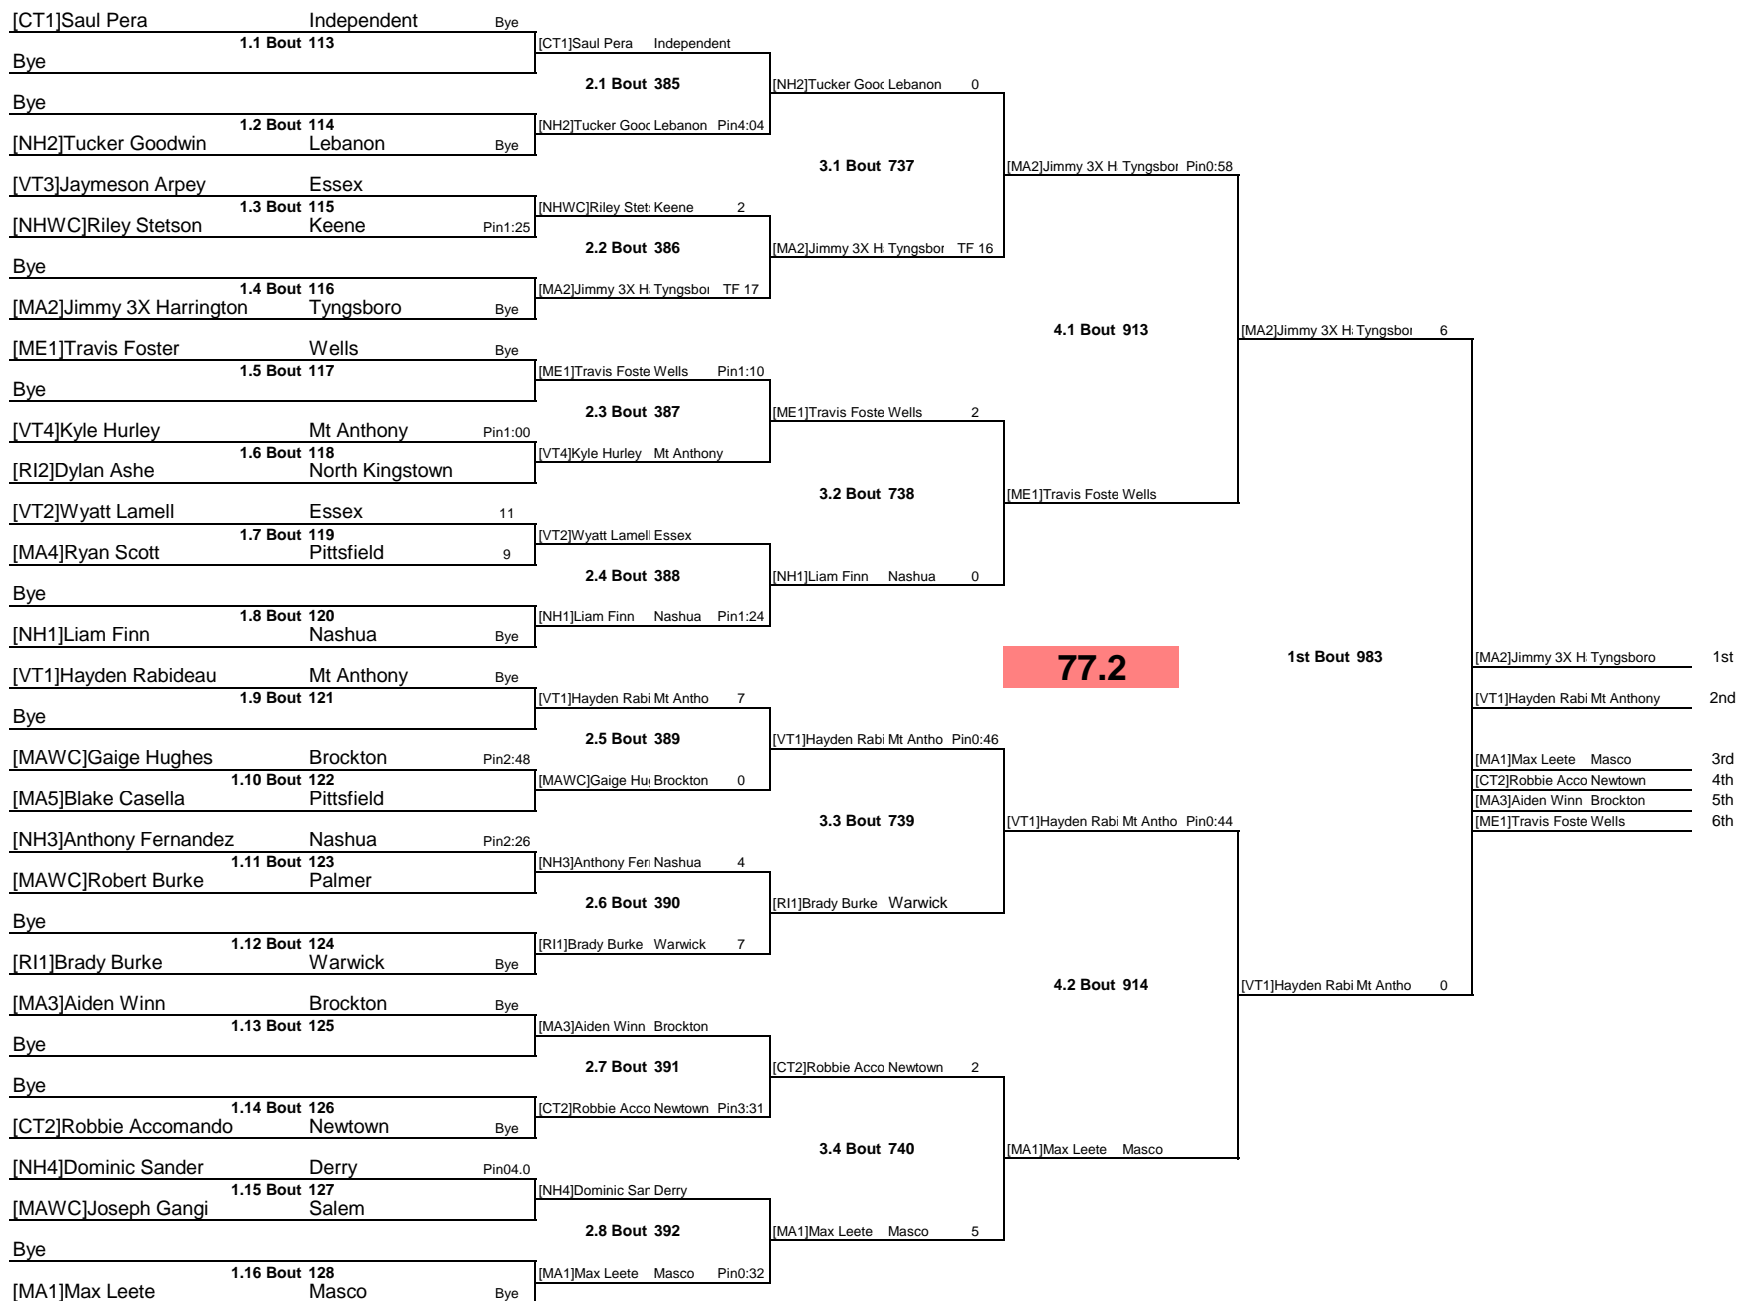 [CT1]Saul Pera Independent Bye
1.1 Bout 113
Bye
Bye
1.2 Bout 114
[NH2]Tucker Goodwin Lebanon Bye
[VT3]Jaymeson Arpey Essex
1.3 Bout 115
[NHWC]Riley Stetson Keene Pin1:25
Bye
1.4 Bout 116
[MA2]Jimmy 3X Harrington Tyngsboro Bye
[ME1]Travis Foster Wells Bye
1.5 Bout 117
Bye
[VT4]Kyle Hurley Mt Anthony Pin1:00
1.6 Bout 118
[RI2]Dylan Ashe North Kingstown
[VT2]Wyatt Lamell Essex 11
1.7 Bout 119
[MA4]Ryan Scott Pittsfield 9
Bye
1.8 Bout 120
[NH1]Liam Finn Nashua Bye
[VT1]Hayden Rabideau Mt Anthony Bye
1.9 Bout 121
Bye
[MAWC]Gaige Hughes Brockton Pin2:48
1.10 Bout 122
[MA5]Blake Casella Pittsfield
[NH3]Anthony Fernandez Nashua Pin2:26
1.11 Bout 123
[MAWC]Robert Burke Palmer
Bye
1.12 Bout 124
[RI1]Brady Burke Warwick Bye
[MA3]Aiden Winn Brockton Bye
1.13 Bout 125
Bye
Bye
1.14 Bout 126
[CT2]Robbie Accomando Newtown Bye
[NH4]Dominic Sander Derry Pin04.0
1.15 Bout 127
[MAWC]Joseph Gangi Salem
Bye
1.16 Bout 128
[MA1]Max Leete Masco Bye
[CT1]Saul Pera Independent
2.1 Bout 385
[NH2]Tucker Gooc Lebanon Pin4:04
[NHWC]Riley Stet Keene 2
2.2 Bout 386
[MA2]Jimmy 3X H Tyngsbor TF 17
[ME1]Travis Foste Wells Pin1:10
2.3 Bout 387
[VT4]Kyle Hurley Mt Anthony
[VT2]Wyatt Lamell Essex
2.4 Bout 388
[NH1]Liam Finn Nashua Pin1:24
[VT1]Hayden Rabi Mt Antho 7
2.5 Bout 389
[MAWC]Gaige Hu Brockton 0
[NH3]Anthony Fer Nashua 4
2.6 Bout 390
[RI1]Brady Burke Warwick 7
[MA3]Aiden Winn Brockton
2.7 Bout 391
[CT2]Robbie Acco Newtown Pin3:31
[NH4]Dominic Sar Derry
2.8 Bout 392
[MA1]Max Leete Masco Pin0:32
[NH2]Tucker Gooc Lebanon 0
3.1 Bout 737
[MA2]Jimmy 3X H Tyngsbor TF 16
[ME1]Travis Foste Wells 2
3.2 Bout 738
[NH1]Liam Finn Nashua 0
[VT1]Hayden Rabi Mt Antho Pin0:46
3.3 Bout 739
[RI1]Brady Burke Warwick
[CT2]Robbie Acco Newtown 2
3.4 Bout 740
[MA1]Max Leete Masco 5
[MA2]Jimmy 3X H Tyngsbor Pin0:58
4.1 Bout 913
[ME1]Travis Foste Wells
77.2
[VT1]Hayden Rabi Mt Antho Pin0:44
4.2 Bout 914
[MA1]Max Leete Masco
[MA2]Jimmy 3X H Tyngsbor 6
1st Bout 983
[VT1]Hayden Rabi Mt Antho 0
[MA2]Jimmy 3X H Tyngsboro 1st
[VT1]Hayden Rabi Mt Anthony 2nd
[MA1]Max Leete Masco 3rd
[CT2]Robbie Acco Newtown 4th
[MA3]Aiden Winn Brockton 5th
[ME1]Travis Foste Wells 6th